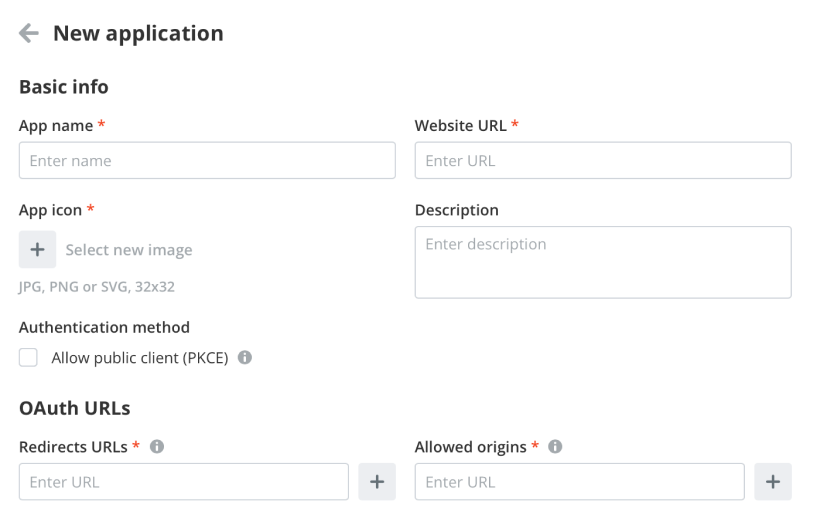 New application
Basic info
App name *
Enter name
Website URL *
Enter URL
App icon *
Select new image
JPG, PNG or SVG, 32x32
Description
Enter description
Authentication method
Allow public client (PKCE)
OAuth URLs
Redirects URLs *
Enter URL
Allowed origins *
Enter URL